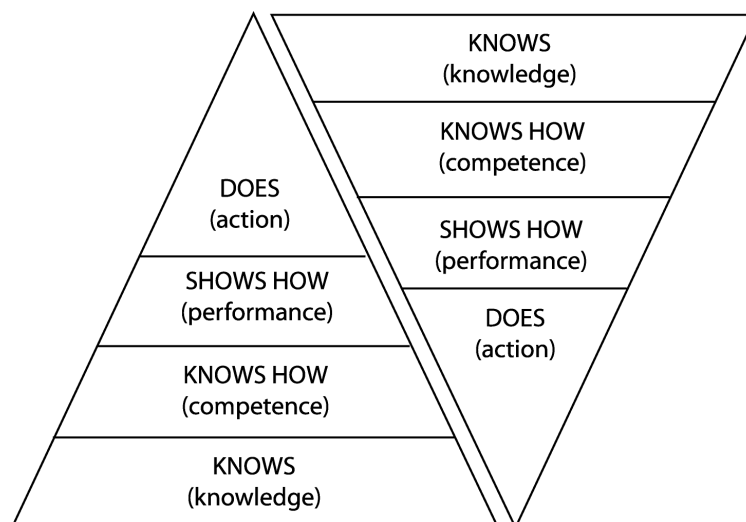 DOES
(action)
SHOWS HOW
(performance)
KNOWS HOW
(competence)
KNOWS
(knowledge)
KNOWS
(knowledge)
KNOWS HOW
(competence)
SHOWS HOW
(performance)
DOES
(action)